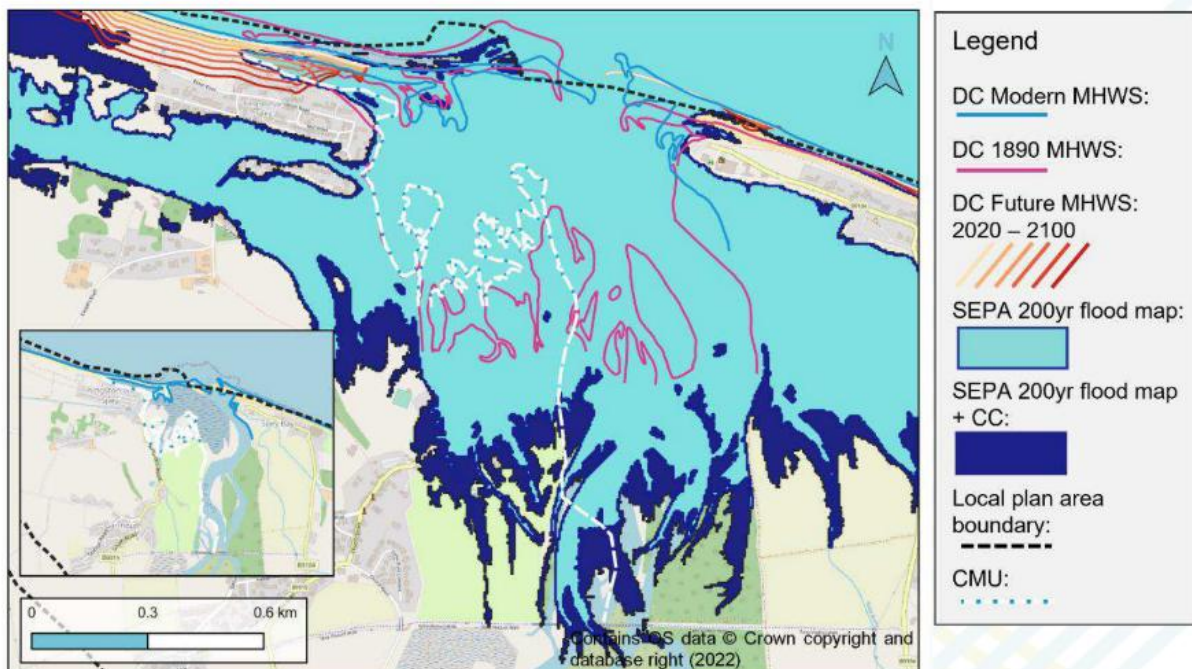 N
0 0.3 0.6 km
Contains OS data © Crown copyright and
database right (2022)
Legend
DC Modern MHWS:
DC 1890 MHWS:
DC Future MHWS:
2020 – 2100
SEPA 200yr flood map:
SEPA 200yr flood map
+ CC:
Local plan area
boundary:
CMU: